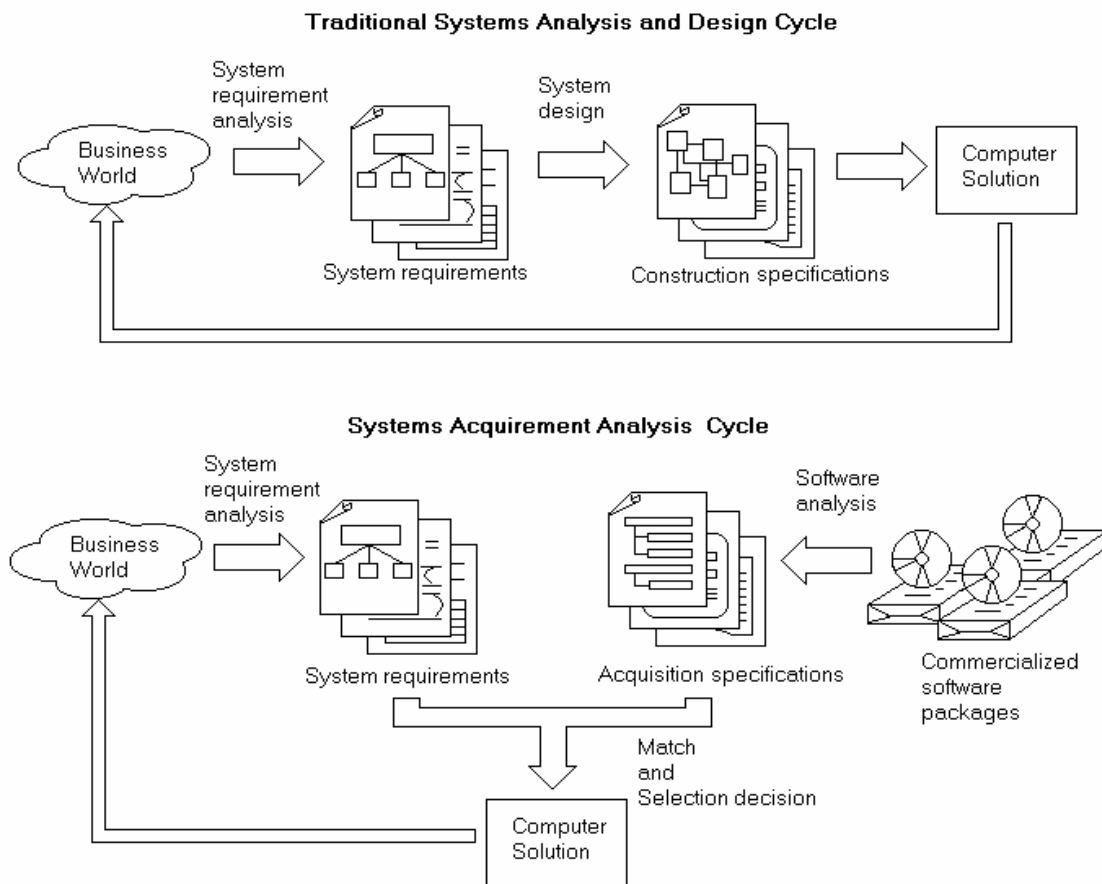 Traditional Systems Analysis and Design Cycle
System
requirement
analysis
System
design
Business
World
Computer
Solution
System requirements
Construction specifications
Systems Acquirement Analysis Cycle
System
requirement
analysis
Software
analysis
Business
World
System requirements
Acquisition specifications
Commercialized
software
packages
Match
and
Selection decision
Computer
Solution